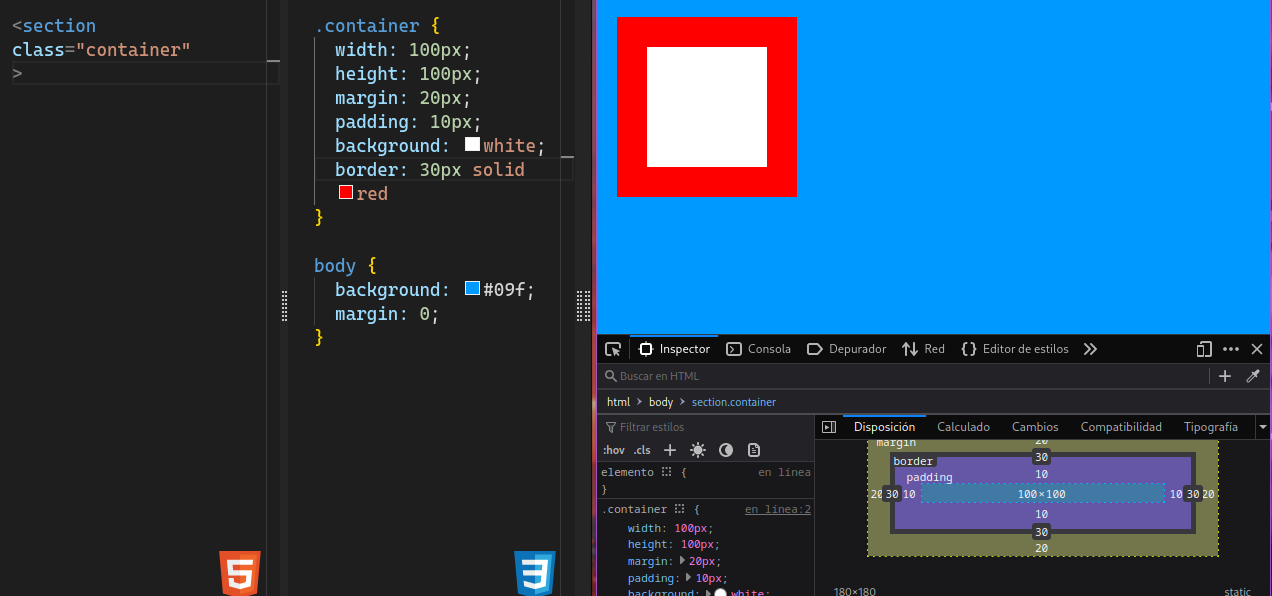 <section
class="container"
>
.container {
width: 100px;
height: 100px;
margin: 20px;
padding: 10px;
background: white;
border: 30px solid
red
}
body {
background: #09f;
margin: 0;
}
5
3
Inspector Consola Depurador Red {} Editor de estilos
Buscar en HTML
html > body > section.container
Filtrar estilos
:hov .cls +
elemento { en línea
}
.container { en línea:2
width: 100px;
height: 100px;
margin: 20px;
padding: 10px;
background: white;
Disposición Calculado Cambios Compatibilidad Tipografía
margin 20
border 30
padding 10
20 30 10 100×100 10 30 20
10
30
20
180×180 static